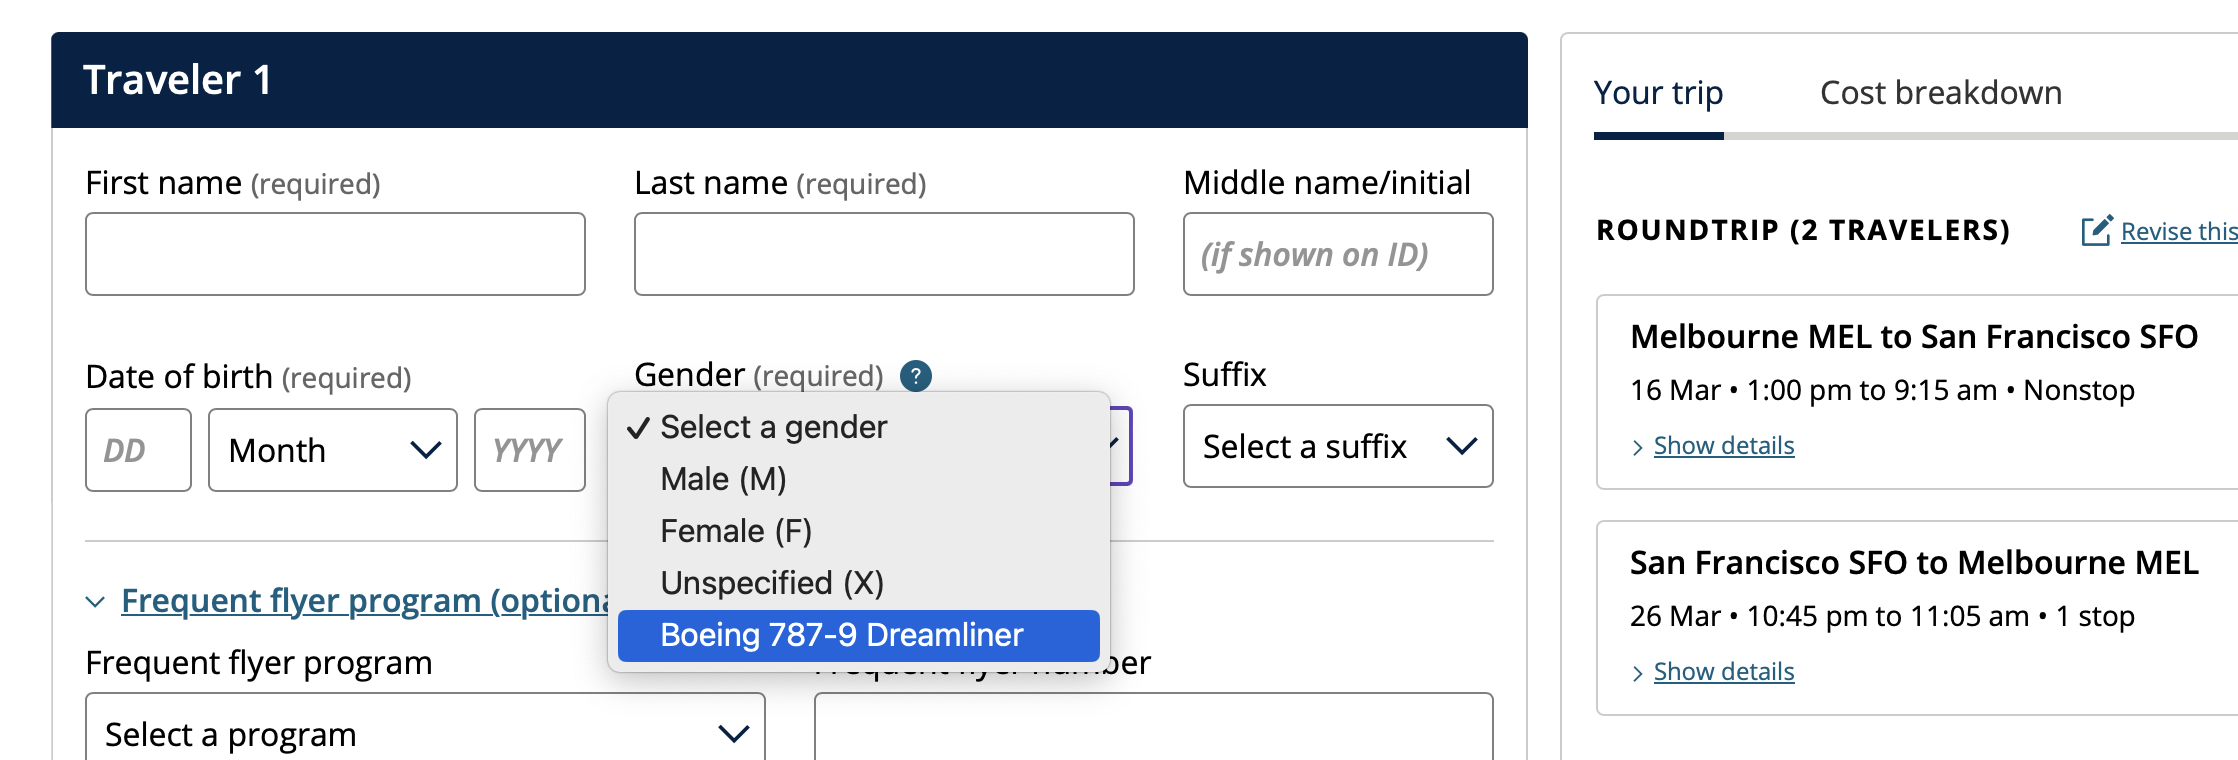 Traveler 1
First name (required)
Last name (required)
Middle name/initial
(if shown on ID)
Date of birth (required)
Gender (required) ?
Suffix
DD
Month
YYYY
✓ Select a gender
Male (M)
Female (F)
Unspecified (X)
Boeing 787-9 Dreamliner
Select a suffix
Frequent flyer program (optiona
Frequent flyer program
Select a program
Your trip
Cost breakdown
ROUNDTRIP (2 TRAVELERS)
Revise this
Melbourne MEL to San Francisco SFO
16 Mar • 1:00 pm to 9:15 am • Nonstop
Show details
San Francisco SFO to Melbourne MEL
26 Mar • 10:45 pm to 11:05 am • 1 stop
Show details